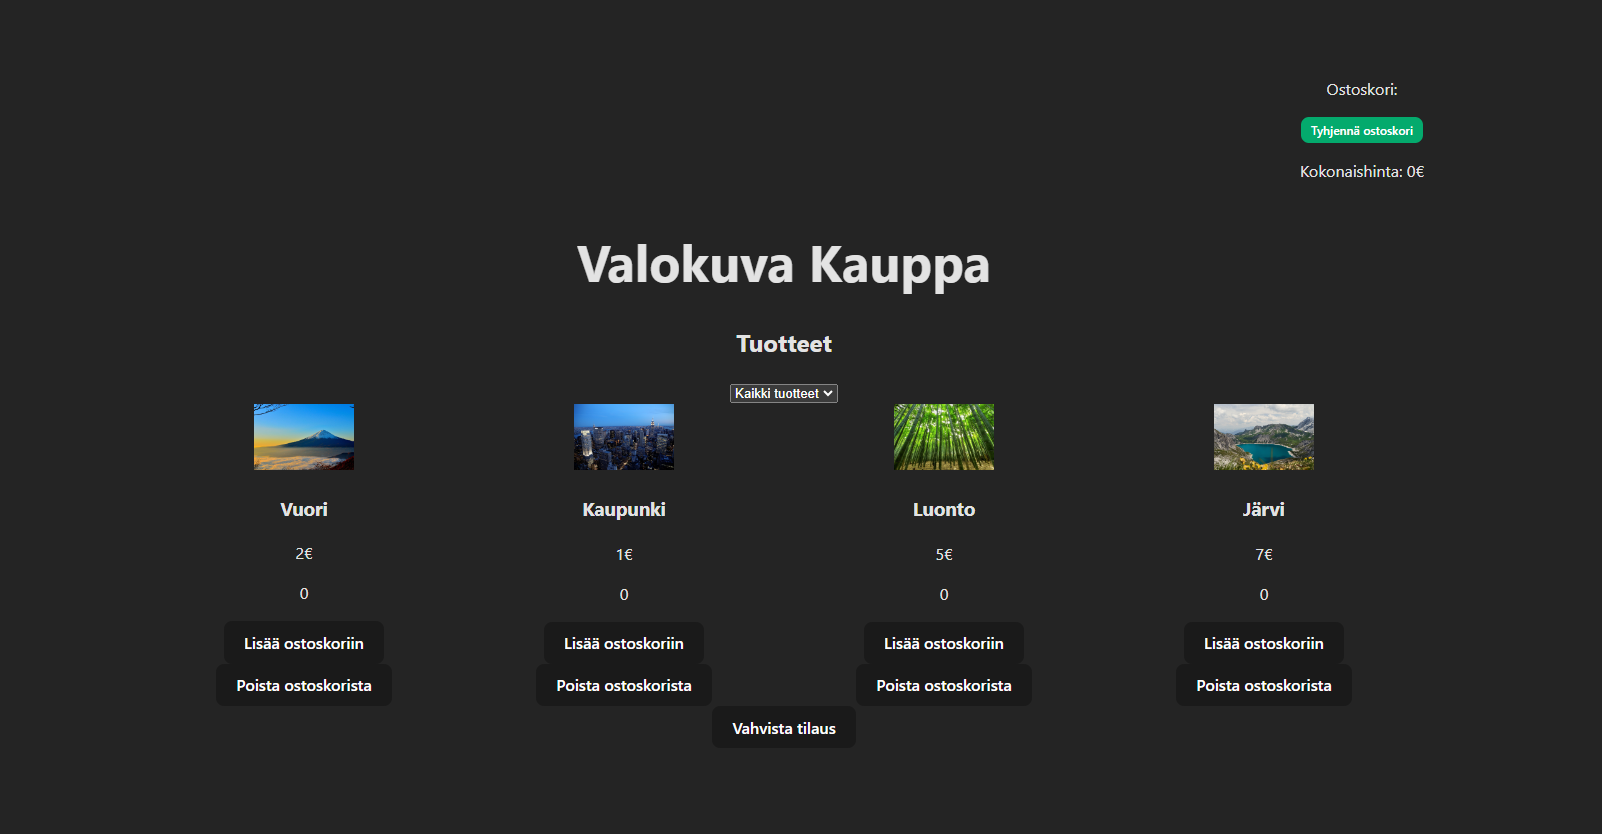 Ostoskori:
Tyhjennä ostoskori
Kokonaishinta: 0€
Valokuva Kauppa
Tuotteet
Kaikki tuotteet
Vuori
2€
0
Lisää ostoskoriin
Poista ostoskorista
Kaupunki
1€
0
Lisää ostoskoriin
Poista ostoskorista
Luonto
5€
0
Lisää ostoskoriin
Poista ostoskorista
Järvi
7€
0
Lisää ostoskoriin
Poista ostoskorista
Vahvista tilaus